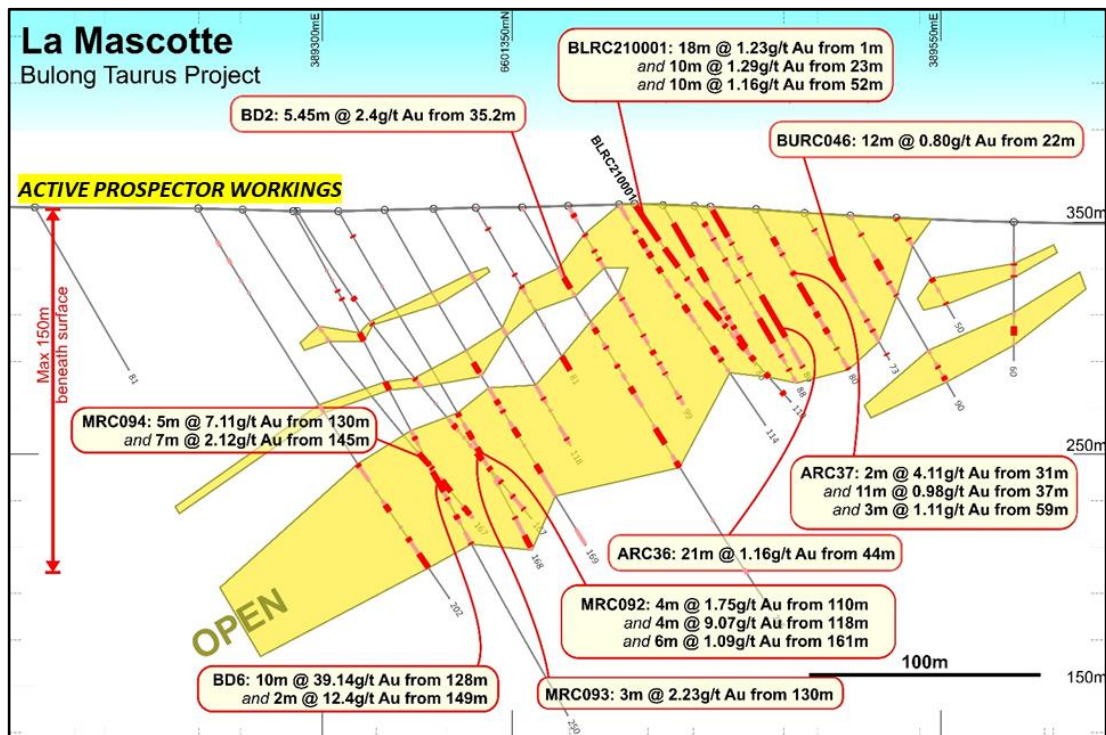 La Mascotte
Bulong Taurus Project
389300mE
6601350mN
389550mE
BLRC210001: 18m @ 1.23g/t Au from 1m
and 10m @ 1.29g/t Au from 23m
and 10m @ 1.16g/t Au from 52m
BD2: 5.45m @ 2.4g/t Au from 35.2m
BURC046: 12m @ 0.80g/t Au from 22m
BLRC210001
ACTIVE PROSPECTOR WORKINGS
350m
Max 150m
beneath surface
81
81
99
118
114
88
80
73
90
50
60
MRC094: 5m @ 7.11g/t Au from 130m
and 7m @ 2.12g/t Au from 145m
250m
167
168
169
202
250
ARC37: 2m @ 4.11g/t Au from 31m
and 11m @ 0.98g/t Au from 37m
and 3m @ 1.11g/t Au from 59m
ARC36: 21m @ 1.16g/t Au from 44m
MRC092: 4m @ 1.75g/t Au from 110m
and 4m @ 9.07g/t Au from 118m
and 6m @ 1.09g/t Au from 161m
OPEN
BD6: 10m @ 39.14g/t Au from 128m
and 2m @ 12.4g/t Au from 149m
MRC093: 3m @ 2.23g/t Au from 130m
100m
150m